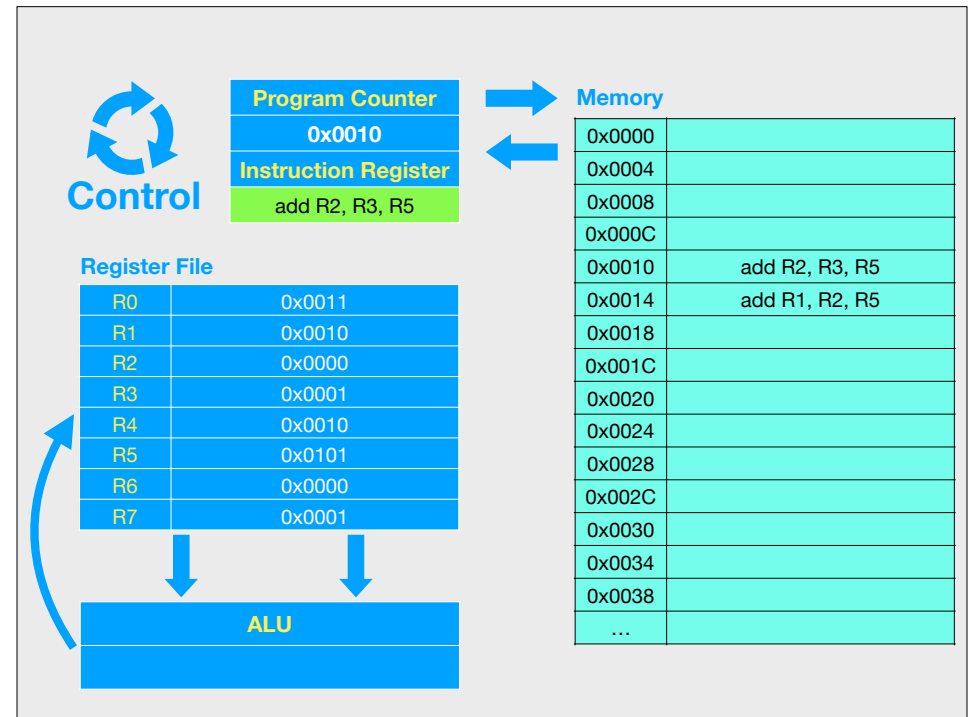 Program Counter
0x0010
Instruction Register
add R2, R3, R5
Control
Register File
R0 0x0011
R1 0x0010
R2 0x0000
R3 0x0001
R4 0x0010
R5 0x0101
R6 0x0000
R7 0x0001
ALU
Memory
0x0000
0x0004
0x0008
0x000C
0x0010 add R2, R3, R5
0x0014 add R1, R2, R5
0x0018
0x001C
0x0020
0x0024
0x0028
0x002C
0x0030
0x0034
0x0038
…